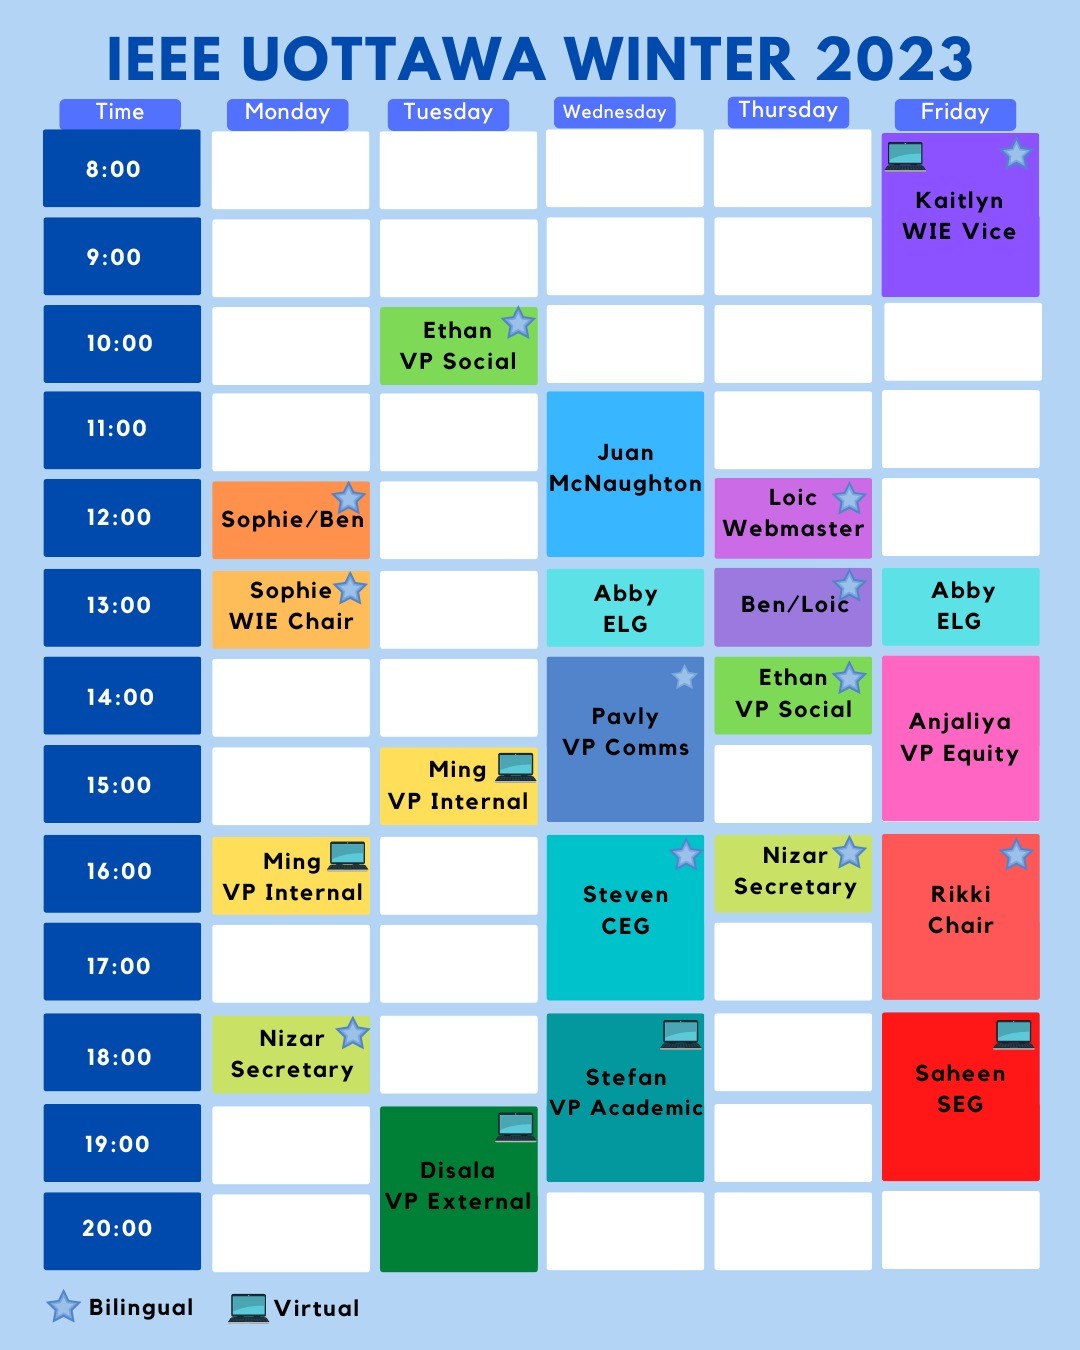 IEEE UOTTAWA WINTER 2023
Time Monday Tuesday Wednesday Thursday Friday
8:00
Kaitlyn
WIE Vice
9:00
10:00
Ethan
VP Social
11:00
Juan
McNaughton
12:00
Sophie/Ben
Loic
Webmaster
13:00
Sophie
WIE Chair
Abby
ELG
Ben/Loic
Abby
ELG
14:00
Pavly
VP Comms
Ethan
VP Social
Anjaliya
VP Equity
15:00
Ming
VP Internal
16:00
Ming
VP Internal
Steven
CEG
Nizar
Secretary
Rikki
Chair
17:00
18:00
Nizar
Secretary
Stefan
VP Academic
Saheen
SEG
19:00
Disala
VP External
20:00
Bilingual Virtual